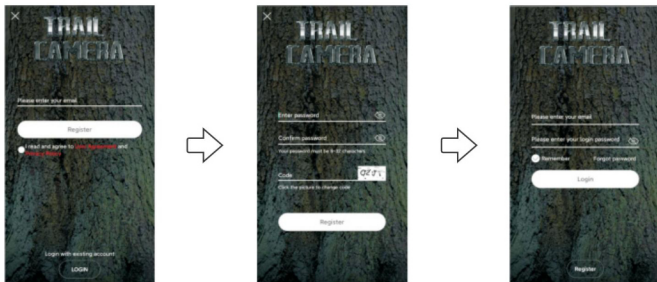 TRAIL
CAMERA
Please enter your email
Register
I read and agree to and
Login with existing account
LOGIN
TRAIL
CAMERA
Enter password
Confirm password
Your password must be 8-32 characters
Code
Click the picture to change code
Register
TRAIL
CAMERA
Please enter your email
Please enter your login password
Remember Forgot password
Login
Register